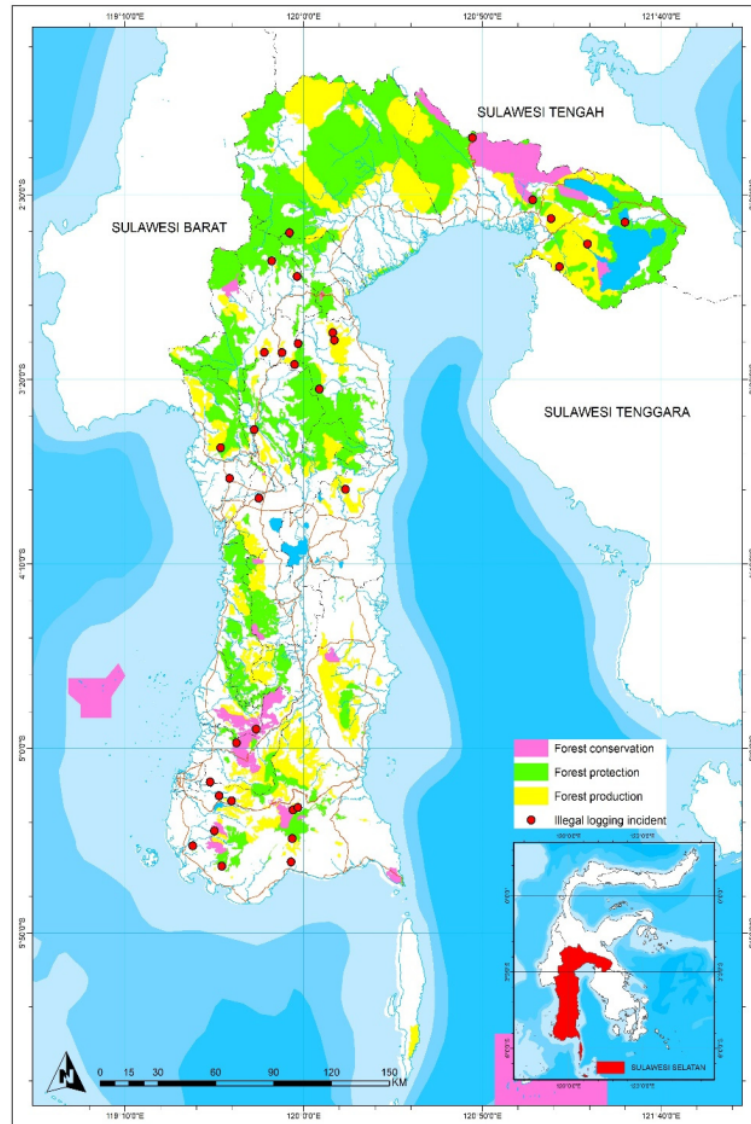 119°10'0"E 120°0'0"E 120°50'0"E 121°40'0"E
SULAWESI TENGAH
2°30'0"S
SULAWESI BARAT
3°20'0"S
SULAWESI TENGGARA
4°10'0"S
5°0'0"S
Forest conservation
Forest protection
Forest production
Illegal logging incident
5°50'0"S
SULAWESI SELATAN
N
0 15 30 60 90 120 150
KM
119°10'0"E 120°0'0"E 120°50'0"E 121°40'0"E